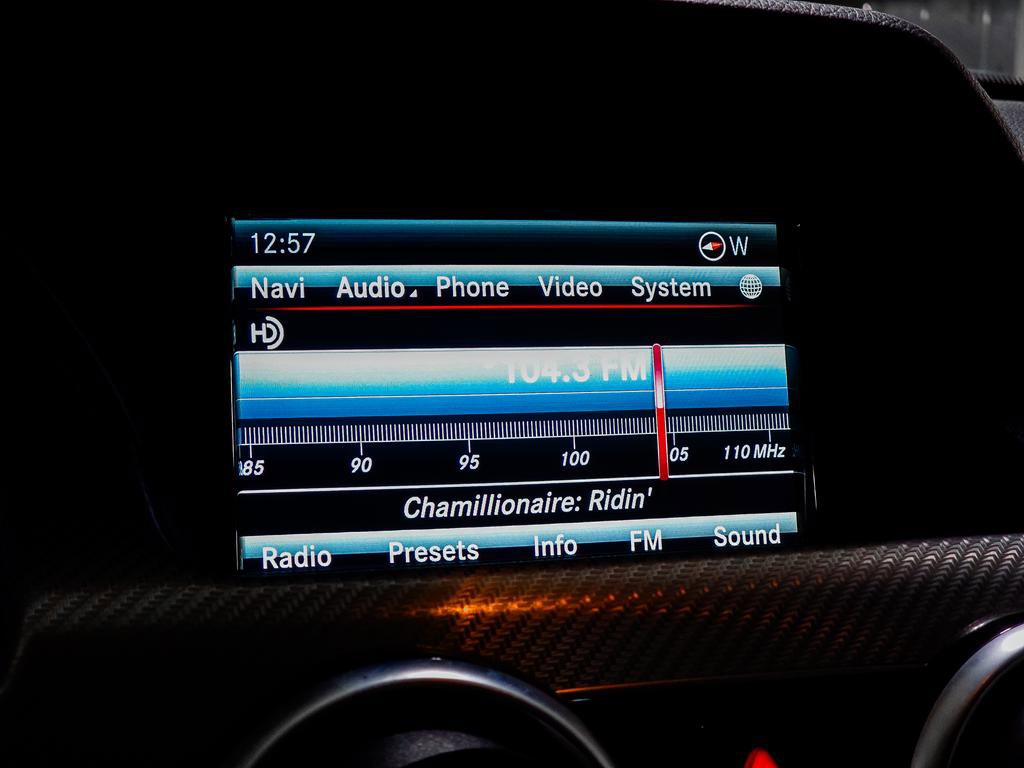 12:57 W
Navi Audio Phone Video System
HD
104.3 FM
85 90 95 100 05 110 MHz
Chamillionaire: Ridin'
Radio Presets Info FM Sound